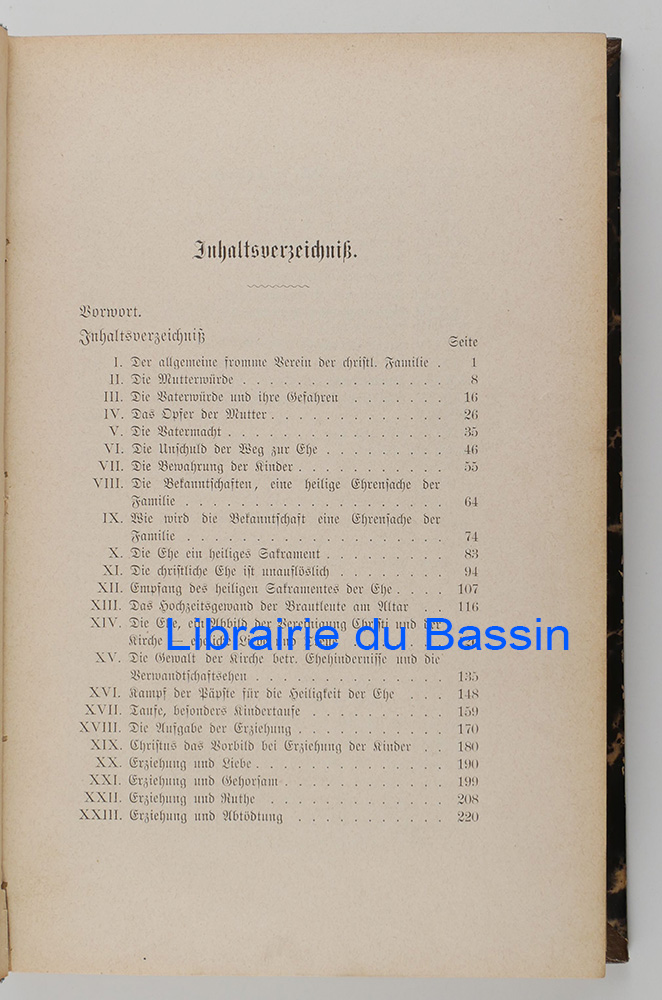 Inhaltsverzeichniß.
Vorwort.
Inhaltsverzeichniß
Seite
I. Der allgemeine fromme Verein der christl. Familie . 1
II. Die Mutterwürde . . . . . . . . . . . . 8
III. Die Vaterwürde und ihre Gefahren . . . . . . . 16
IV. Das Opfer der Mutter . . . . . . . . . . . 26
V. Die Vatermacht . . . . . . . . . . . . . 35
VI. Die Unschuld der Weg zur Ehe . . . . . . . . 46
VII. Die Bewahrung der Kinder . . . . . . . . . 55
VIII. Die Bekanntschaften, eine heilige Ehrensache der
Familie . . . . . . . . . . . . . . . 64
IX. Wie wird die Bekanntschaft eine Ehrensache der
Familie . . . . . . . . . . . . . . . 74
X. Die Ehe ein heiliges Sakrament . . . . . . . . 83
XI. Die christliche Ehe ist unauflöslich . . . . . . . 94
XII. Empfang des heiligen Sakramentes der Ehe . . . . 107
XIII. Das Hochzeitsgewand der Brautleute am Altar . . 116
XIV. Die Ehe, ein Abbild der Vereinigung Christi und der
Kirche
Librairie du Bassin
XV. Die Gewalt der Kirche betr. Ehehindernisse und die
Verwandtschaftsehen . . . . . . . . . . . 135
XVI. Kampf der Päpste für die Heiligkeit der Ehe . . . 148
XVII. Taufe, besonders Kindertaufe . . . . . . . . . 159
XVIII. Die Aufgabe der Erziehung . . . . . . . . . 170
XIX. Christus das Vorbild bei Erziehung der Kinder . . 180
XX. Erziehung und Liebe . . . . . . . . . . . . 190
XXI. Erziehung und Gehorsam . . . . . . . . . . 199
XXII. Erziehung und Ruthe . . . . . . . . . . . 208
XXIII. Erziehung und Abtödtung . . . . . . . . . 220